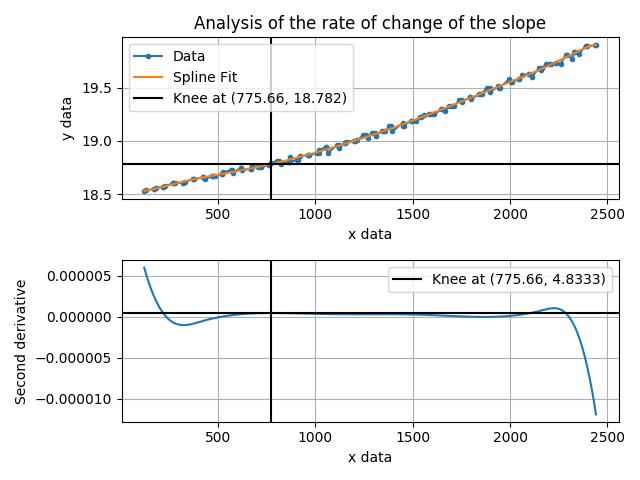 Analysis of the rate of change of the slope
Data
Spline Fit
Knee at (775.66, 18.782)
19.5
19.0
18.5
y data
500 1000 1500 2000 2500
x data
Knee at (775.66, 4.8333)
0.000005
0.000000
−0.000005
−0.000010
Second derivative
500 1000 1500 2000 2500
x data